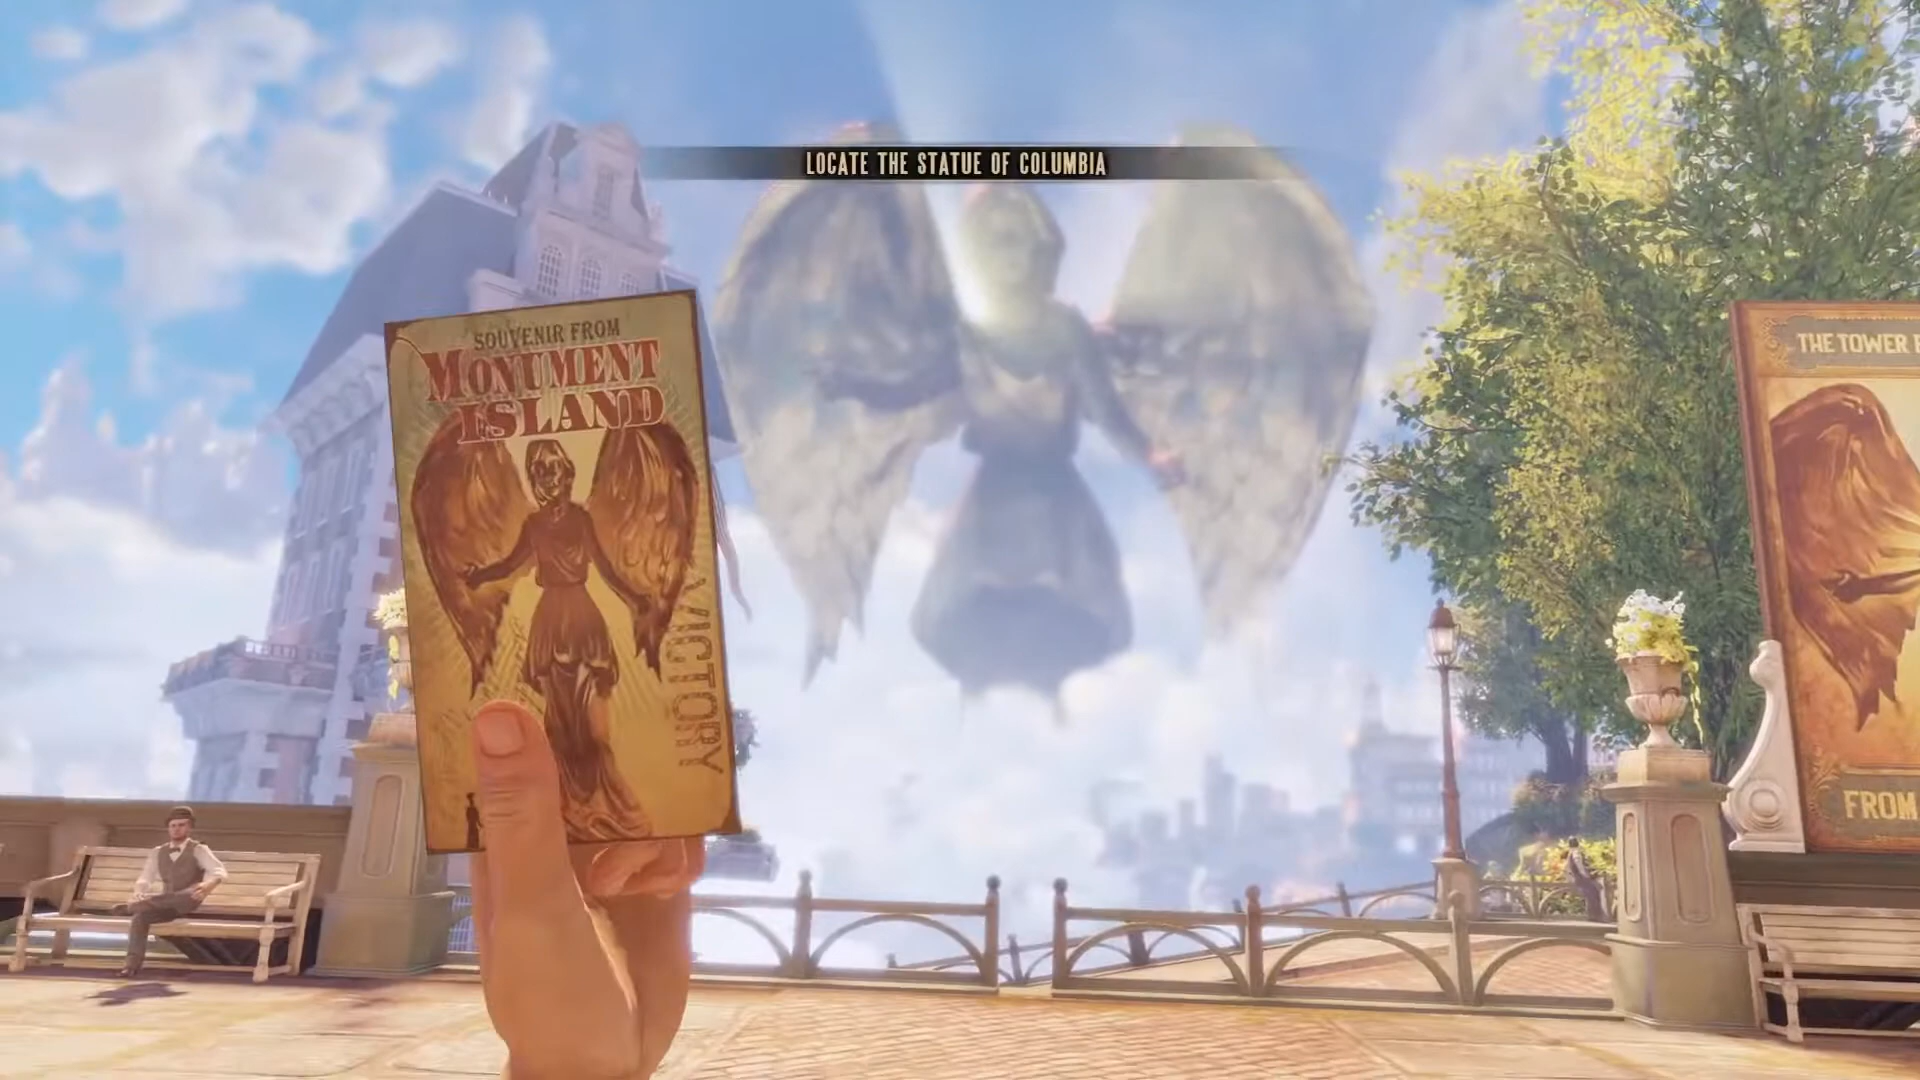 LOCATE THE STATUE OF COLUMBIA
SOUVENIR FROM
MONUMENT
ISLAND
VICTORY
THE TOWER
FROM